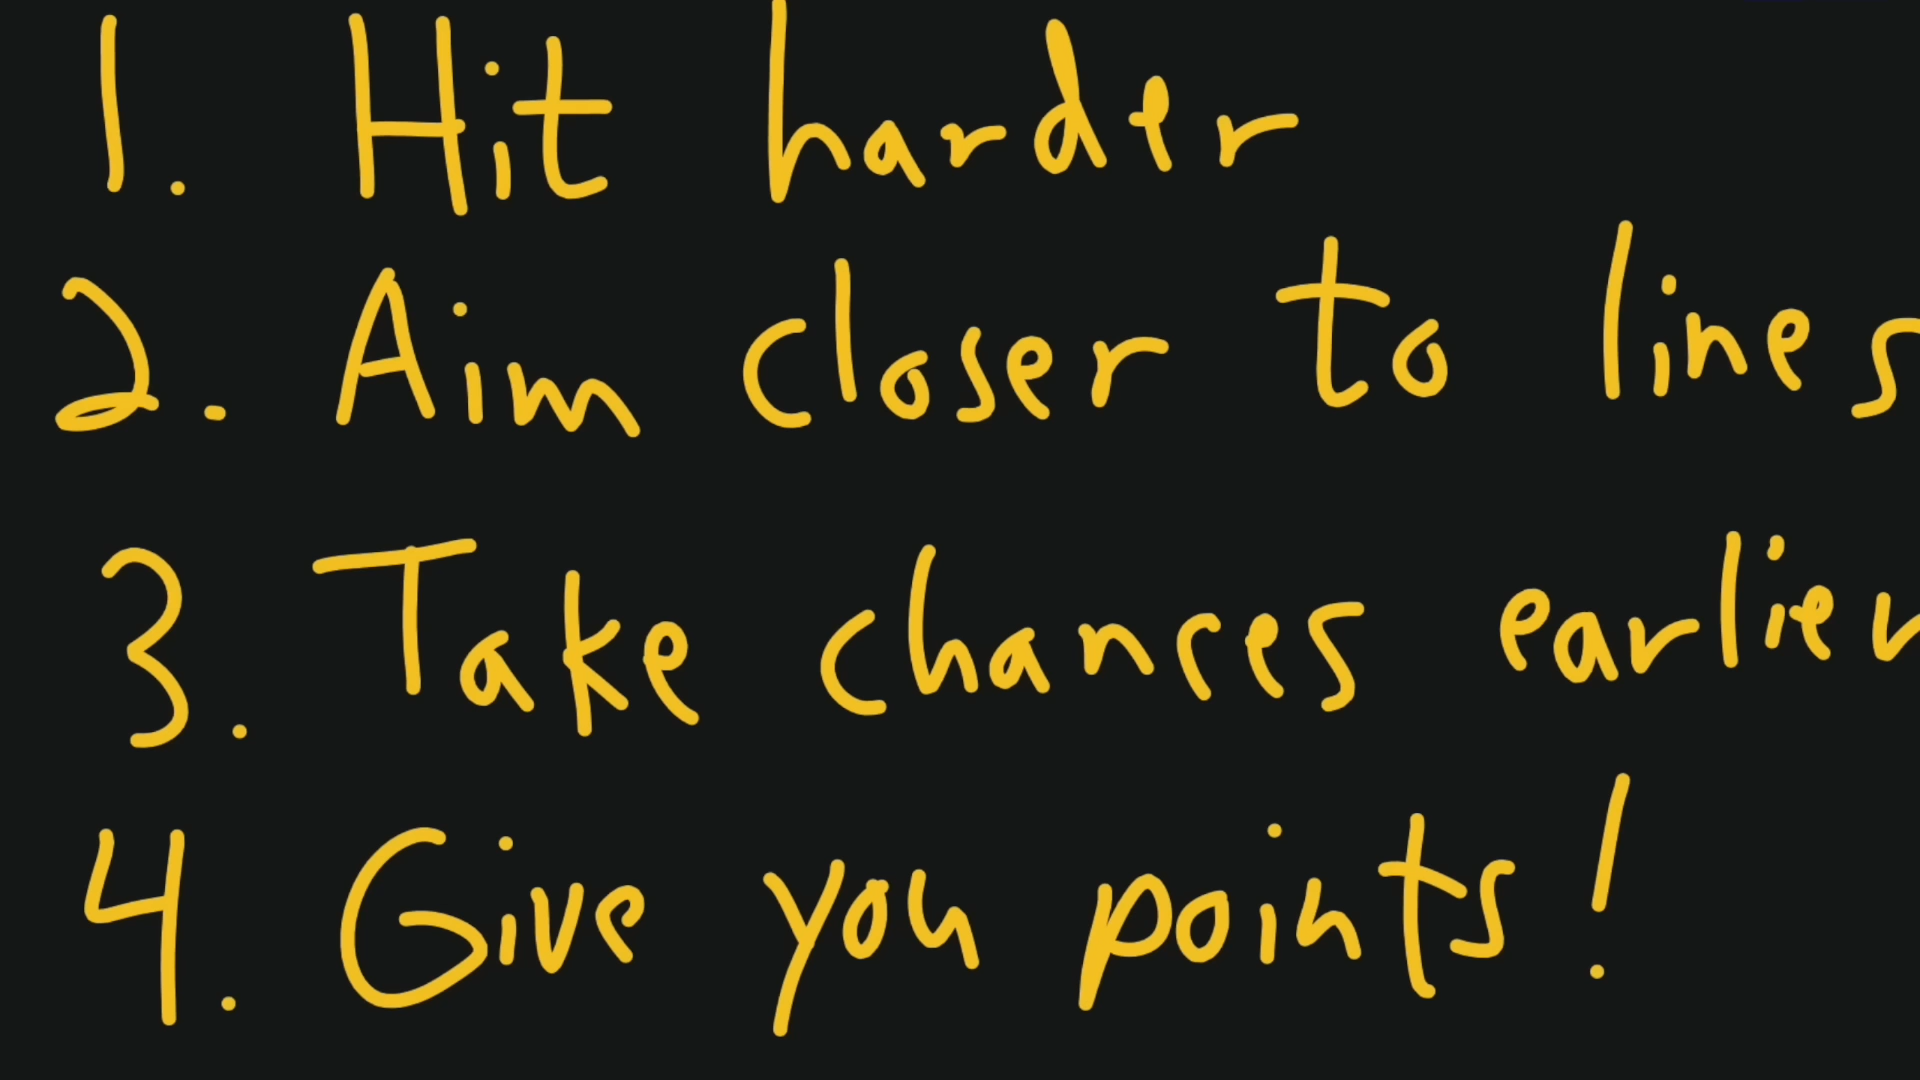 1. Hit harder
2. Aim closer to lines
3. Take chances earlier
4. Give you points!